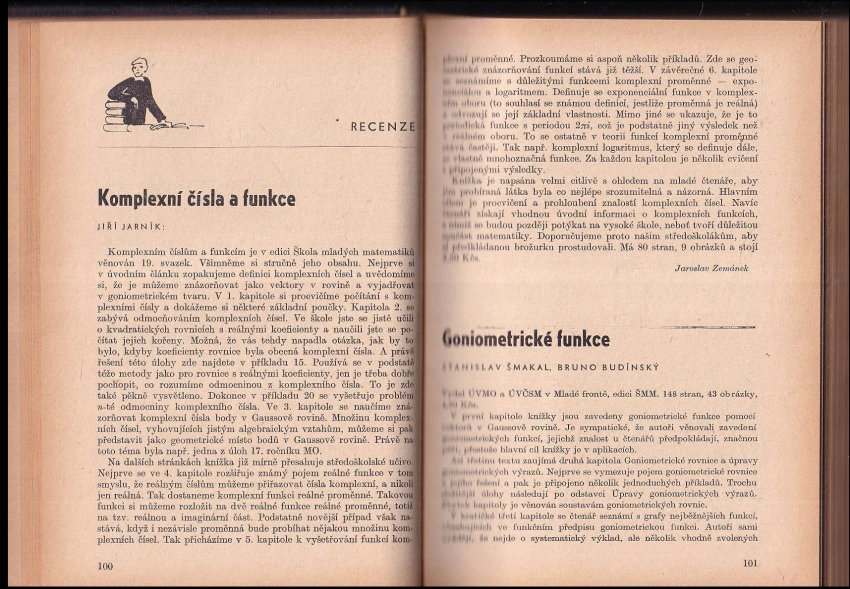 RECENZE
Komplexní čísla a funkce
JIŘÍ JARNÍK:
Komplexním číslům a funkcím je v edici Škola mladých matematiků
věnován 19. svazek. Všimněme si stručně jeho obsahu. Nejprve si
v úvodním článku zopakujeme definici komplexních čísel a uvědomíme
si, že je můžeme znázorňovat jako vektory v rovině a vyjadřovat
v goniometrickém tvaru. V 1. kapitole si procvičíme počítání s kom-
plexními čísly a dokážeme si některé základní poučky. Kapitola 2. se
zabývá odmocňováním komplexních čísel. Ve škole jste se jistě učili
o kvadratických rovnicích s reálnými koeficienty a naučili jste se po-
čítat jejich kořeny. Možná, že vás tehdy napadla otázka, jak by to
bylo, kdyby koeficienty rovnice byla obecná komplexní čísla. A právě
řešení této úlohy zde najdete v příkladu 15. Používá se v podstatě
téže metody jako pro rovnice s reálnými koeficienty, jen je třeba dobře
pochopit, co rozumíme odmocninou z komplexního čísla. To je zde
také pěkně vysvětleno. Dokonce v příkladu 20 se vyšetřuje problém
n-té odmocniny komplexního čísla. Ve 3. kapitole se naučíme zná-
zorňovat komplexní čísla body v Gaussově rovině. Množinu komplex-
ních čísel, vyhovujících jistým algebraickým vztahům, můžeme si pak
představit jako geometrické místo bodů v Gaussově rovině. Právě na
toto téma byla např. jedna z úloh 17. ročníku MO.
Na dalších stránkách knížka již mírně přesahuje středoškolské učivo.
Nejprve se ve 4. kapitole rozšiřuje známý pojem reálné funkce v tom
smyslu, že reálným číslům můžeme přiřazovat čísla komplexní, a nikoli
jen reálná. Tak dostaneme komplexní funkci reálné proměnné. Takovou
funkci si můžeme rozložit na dvě reálné funkce reálné proměnné, totiž
na tzv. reálnou a imaginární část. Podstatně novější případ však na-
stává, když i nezávisle proměnná bude probíhat nějakou množinu kom-
plexních čísel. Tak přicházíme v 5. kapitole k vyšetřování funkcí kom-
100
proměnné. Prozkoumáme si aspoň několik příkladů. Zde se geo-
znázorňování funkcí stává již těžší. V závěrečné 6. kapitole
s důležitými funkcemi komplexní proměnné — expo-
a logaritmem. Definuje se exponenciální funkce v komplex-
oboru (to souhlasí se známou definicí, jestliže proměnná je reálná)
se její základní vlastnosti. Mimo jiné se ukazuje, že je to
funkce s periodou 2πi, což je podstatně jiný výsledek než
oboru. To se ostatně v teorii funkcí komplexní proměnné
častěji. Tak např. komplexní logaritmus, který se definuje dále,
vlastně mnohoznačná funkce. Za každou kapitolou je několik cvičení
připojenými výsledky.
Knížka je napsána velmi citlivě s ohledem na mladé čtenáře, aby
probíraná látka byla co nejlépe srozumitelná a názorná. Hlavním
je procvičení a prohloubení znalostí komplexních čísel. Navíc
získají vhodnou úvodní informaci o komplexních funkcích,
se budou později potýkat na vysoké škole, neboť tvoří důležitou
matematiky. Doporučujeme proto našim středoškolákům, aby
předkládanou brožurku prostudovali. Má 80 stran, 9 obrázků a stojí
Kčs.
Jaroslav Zemánek
Goniometrické funkce
STANISLAV ŠMAKAL, BRUNO BUDÍNSKÝ
ÚVMO a ÚVČSM v Mladé frontě, edici ŠMM. 148 stran, 43 obrázky,
Kčs.
V první kapitole knížky jsou zavedeny goniometrické funkce pomocí
v Gaussově rovině. Je sympatické, že autoři věnovali zavedení
funkcí, jejichž znalost u čtenářů předpokládají, značnou
přestože hlavní cíl knížky je v aplikacích.
textu zaujímá druhá kapitola Goniometrické rovnice a úpravy
výrazů. Nejprve se vymezuje pojem goniometrické rovnice
řešení a pak je připojeno několik jednoduchých příkladů. Trochu
úlohy následují po odstavci Úpravy goniometrických výrazů.
kapitoly je věnován soustavám goniometrických rovnic.
třetí kapitole se čtenář seznámí s grafy nejběžnějších funkcí,
ve funkčním předpisu goniometrickou funkci. Autoři sami
že nejde o systematický výklad, ale několik vhodně zvolených
101